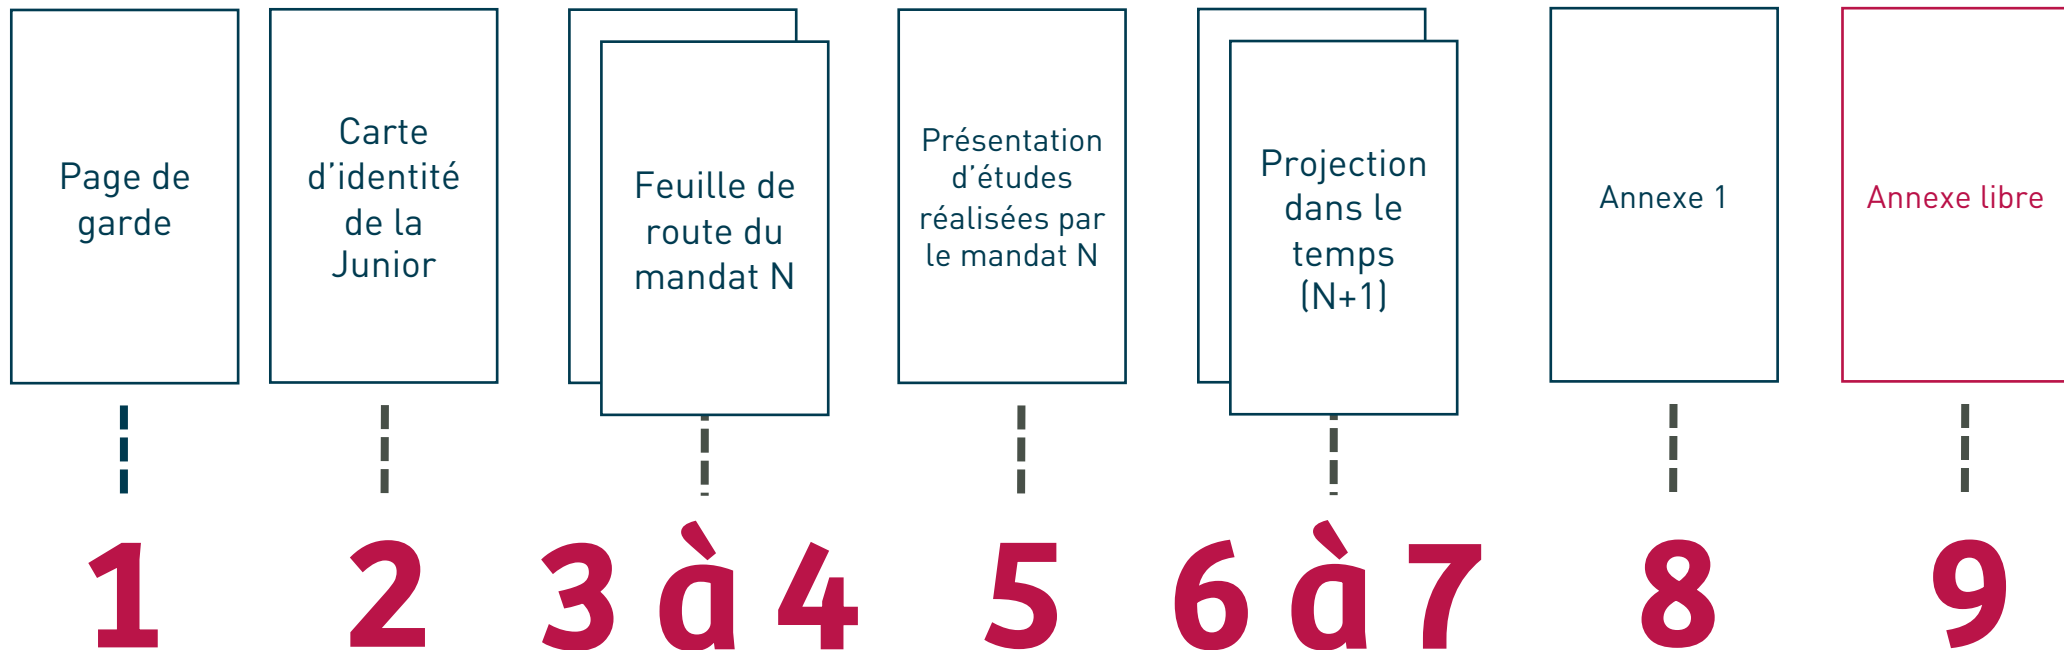 Page de
garde
Carte
d'identité
de la
Junior
Feuille de
route du
mandat N
Présentation
d'études
réalisées par
le mandat N
Projection
dans le
temps
(N+1)
Annexe 1
Annexe libre
1
2
3 à 4
5
6 à 7
8
9